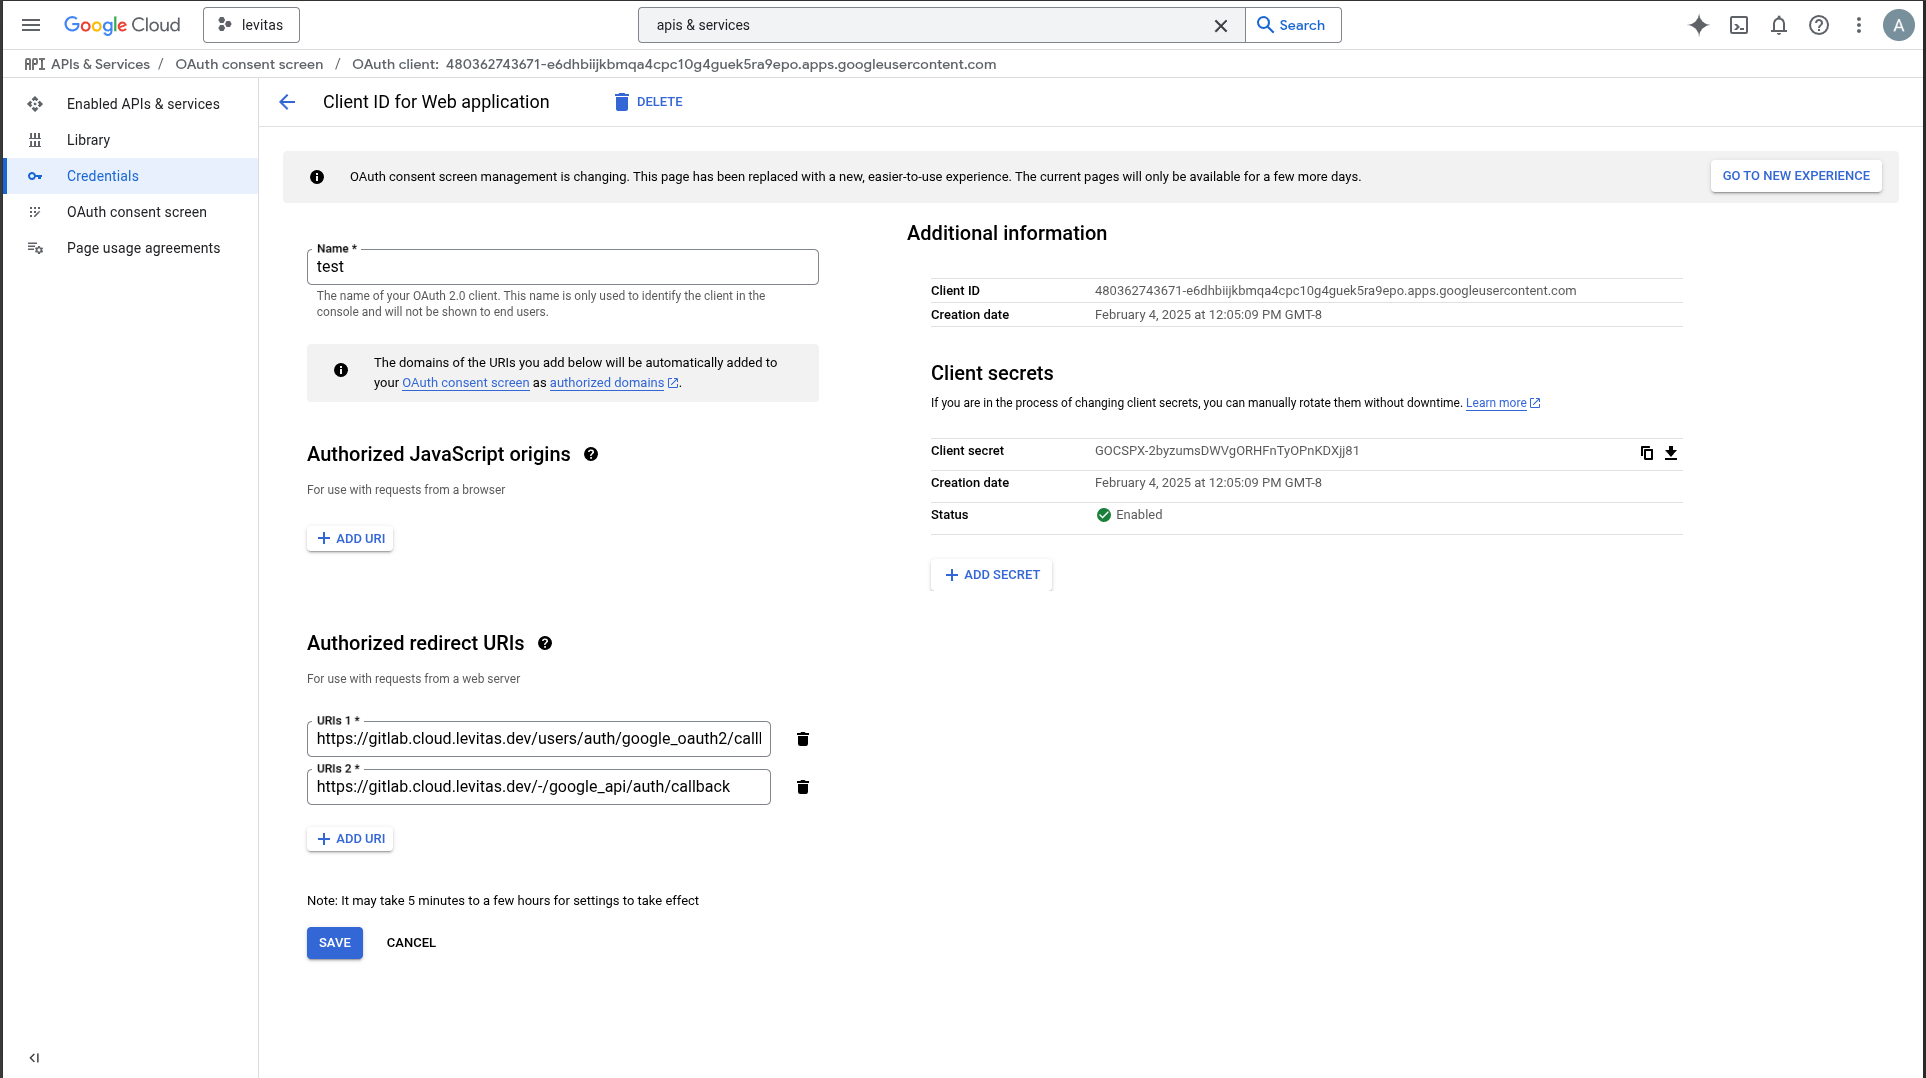 Google Cloud
levitas
apis & services
Search
A
API APIs & Services / OAuth consent screen / OAuth client: 480362743671-e6dhbiijkbmqa4cpc10g4guek5ra9epo.apps.googleusercontent.com
Enabled APIs & services
Library
Credentials
OAuth consent screen
Page usage agreements
Client ID for Web application
DELETE
OAuth consent screen management is changing. This page has been replaced with a new, easier-to-use experience. The current pages will only be available for a few more days.
GO TO NEW EXPERIENCE
Name *
test
The name of your OAuth 2.0 client. This name is only used to identify the client in the
console and will not be shown to end users.
The domains of the URIs you add below will be automatically added to
your OAuth consent screen as authorized domains.
Authorized JavaScript origins
For use with requests from a browser
ADD URI
Authorized redirect URIs
For use with requests from a web server
URIs 1 *
https://gitlab.cloud.levitas.dev/users/auth/google_oauth2/call
URIs 2 *
https://gitlab.cloud.levitas.dev/-/google_api/auth/callback
ADD URI
Note: It may take 5 minutes to a few hours for settings to take effect
SAVE
CANCEL
Additional information
Client ID 480362743671-e6dhbiijkbmqa4cpc10g4guek5ra9epo.apps.googleusercontent.com
Creation date February 4, 2025 at 12:05:09 PM GMT-8
Client secrets
If you are in the process of changing client secrets, you can manually rotate them without downtime. Learn more
Client secret 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
Creation date February 4, 2025 at 12:05:09 PM GMT-8
Status Enabled
ADD SECRET